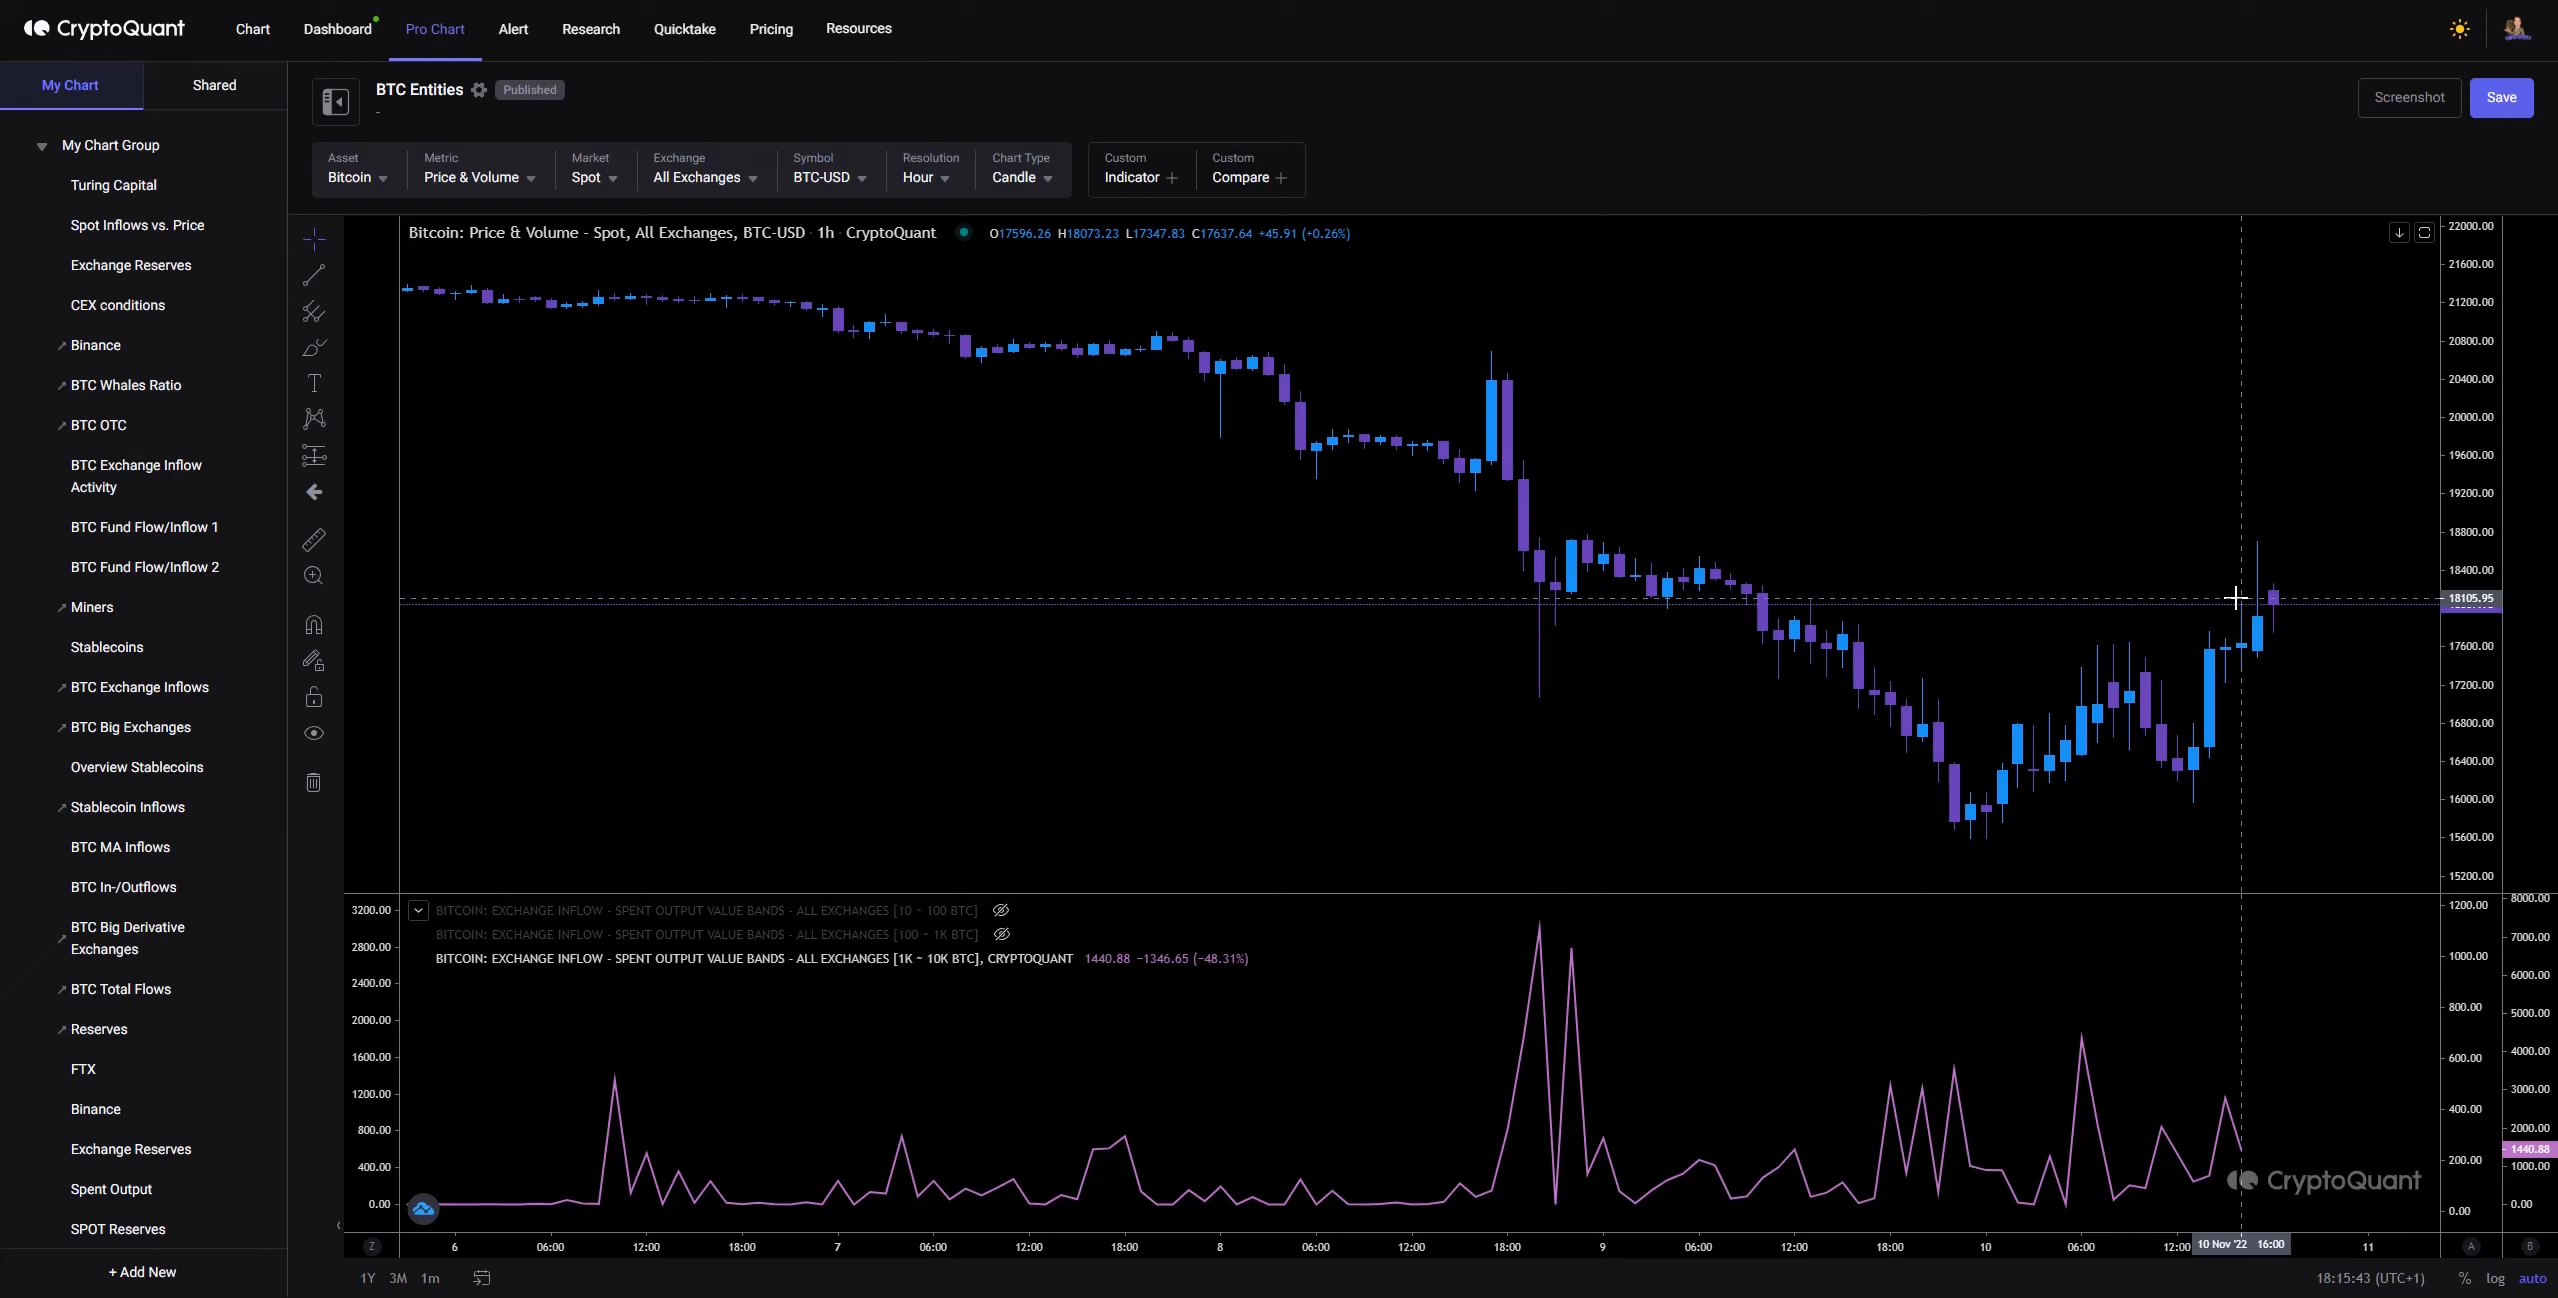 CryptoQuant
Chart
Dashboard
Pro Chart
Alert
Research
Quicktake
Pricing
Resources
My Chart
Shared
My Chart Group
Turing Capital
Spot Inflows vs. Price
Exchange Reserves
CEX conditions
Binance
BTC Whales Ratio
BTC OTC
BTC Exchange Inflow
Activity
BTC Fund Flow/Inflow 1
BTC Fund Flow/Inflow 2
Miners
Stablecoins
BTC Exchange Inflows
BTC Big Exchanges
Overview Stablecoins
Stablecoin Inflows
BTC MA Inflows
BTC In-/Outflows
BTC Big Derivative
Exchanges
BTC Total Flows
Reserves
FTX
Binance
Exchange Reserves
Spent Output
SPOT Reserves
+ Add New
BTC Entities
Published
-
Screenshot
Save
Asset
Bitcoin
Metric
Price & Volume
Market
Spot
Exchange
All Exchanges
Symbol
BTC-USD
Resolution
Hour
Chart Type
Candle
Custom
Indicator +
Custom
Compare +
Bitcoin: Price & Volume - Spot, All Exchanges, BTC-USD · 1h · CryptoQuant
O17596.26 H18073.23 L17347.83 C17637.64 +45.91 (+0.26%)
22000.00
21600.00
21200.00
20800.00
20400.00
20000.00
19600.00
19200.00
18800.00
18400.00
18105.95
17600.00
17200.00
16800.00
16400.00
16000.00
15600.00
15200.00
BITCOIN: EXCHANGE INFLOW - SPENT OUTPUT VALUE BANDS - ALL EXCHANGES [10 ~ 100 BTC]
BITCOIN: EXCHANGE INFLOW - SPENT OUTPUT VALUE BANDS - ALL EXCHANGES [100 ~ 1K BTC]
BITCOIN: EXCHANGE INFLOW - SPENT OUTPUT VALUE BANDS - ALL EXCHANGES [1K ~ 10K BTC], CRYPTOQUANT 1440.88 −1346.65 (−48.31%)
3200.00
2800.00
2400.00
2000.00
1600.00
1200.00
800.00
400.00
0.00
1200.00
1000.00
800.00
600.00
400.00
200.00
0.00
8000.00
7000.00
6000.00
5000.00
4000.00
3000.00
2000.00
1440.88
1000.00
0.00
CryptoQuant
Z
6
06:00
12:00
18:00
7
06:00
12:00
18:00
8
06:00
12:00
18:00
9
06:00
12:00
18:00
10
06:00
12:00
10 Nov '22 16:00
11
A
B
1Y
3M
1m
18:15:43 (UTC+1)
%
log
auto